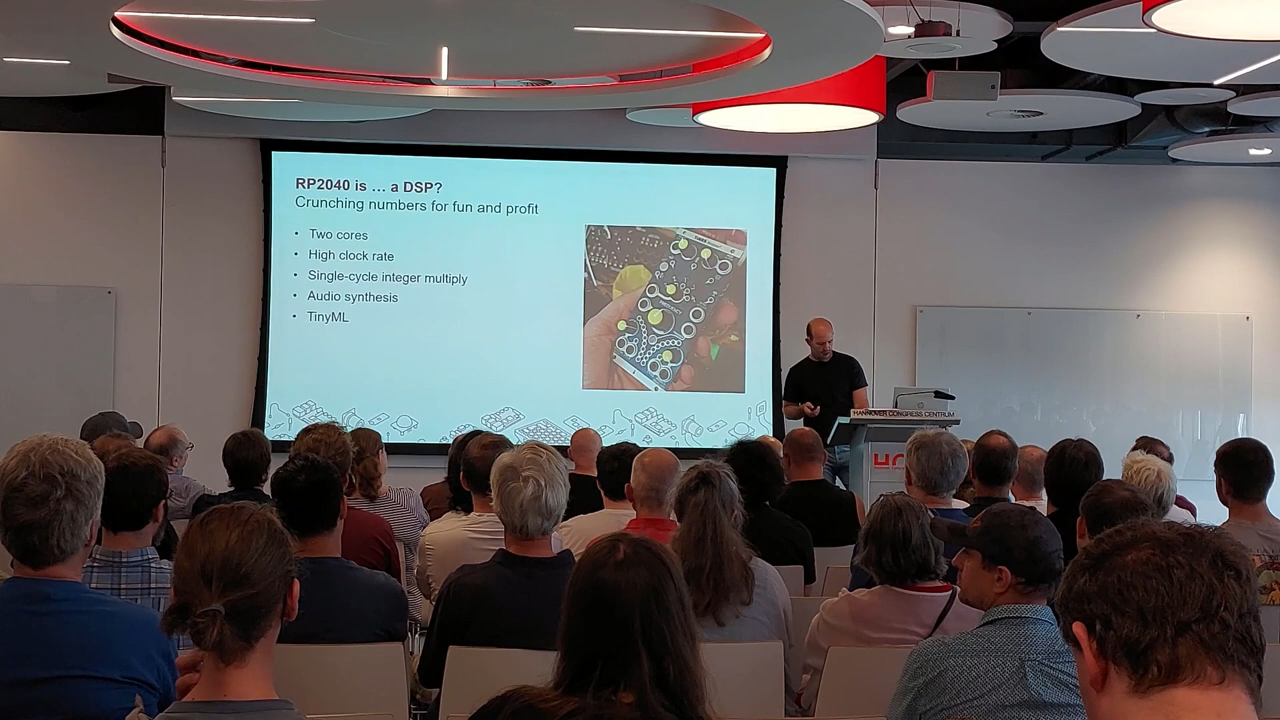 RP2040 is … a DSP?
Crunching numbers for fun and profit
• Two cores
• High clock rate
• Single-cycle integer multiply
• Audio synthesis
• TinyML
HANNOVER CONGRESS CENTRUM